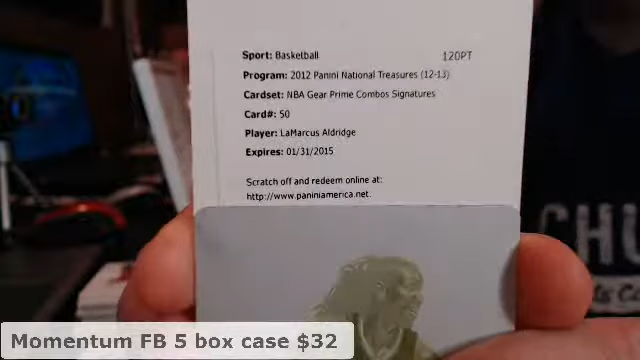 Sport: Basketball 120PT
Program: 2012 Panini National Treasures (12-13)
Cardset: NBA Gear Prime Combos Signatures
Card#: 50
Player: LaMarcus Aldridge
Expires: 01/31/2015
Scratch off and redeem online at:
http://www.paniniamerica.net.
CHU
Momentum FB 5 box case $32